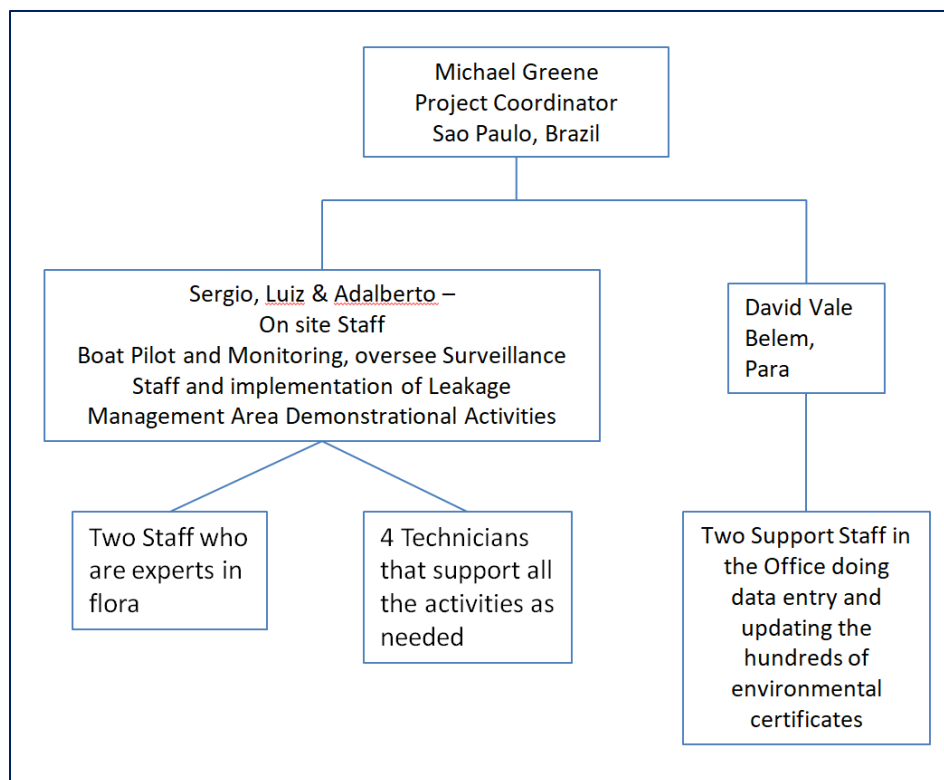 Michael Greene
Project Coordinator
Sao Paulo, Brazil
Sergio, Luiz & Adalberto –
On site Staff
Boat Pilot and Monitoring, oversee Surveillance
Staff and implementation of Leakage
Management Area Demonstrational Activities
David Vale
Belem,
Para
Two Staff who
are experts in
flora
4 Technicians
that support all
the activities as
needed
Two Support Staff in
the Office doing
data entry and
updating the
hundreds of
environmental
certificates